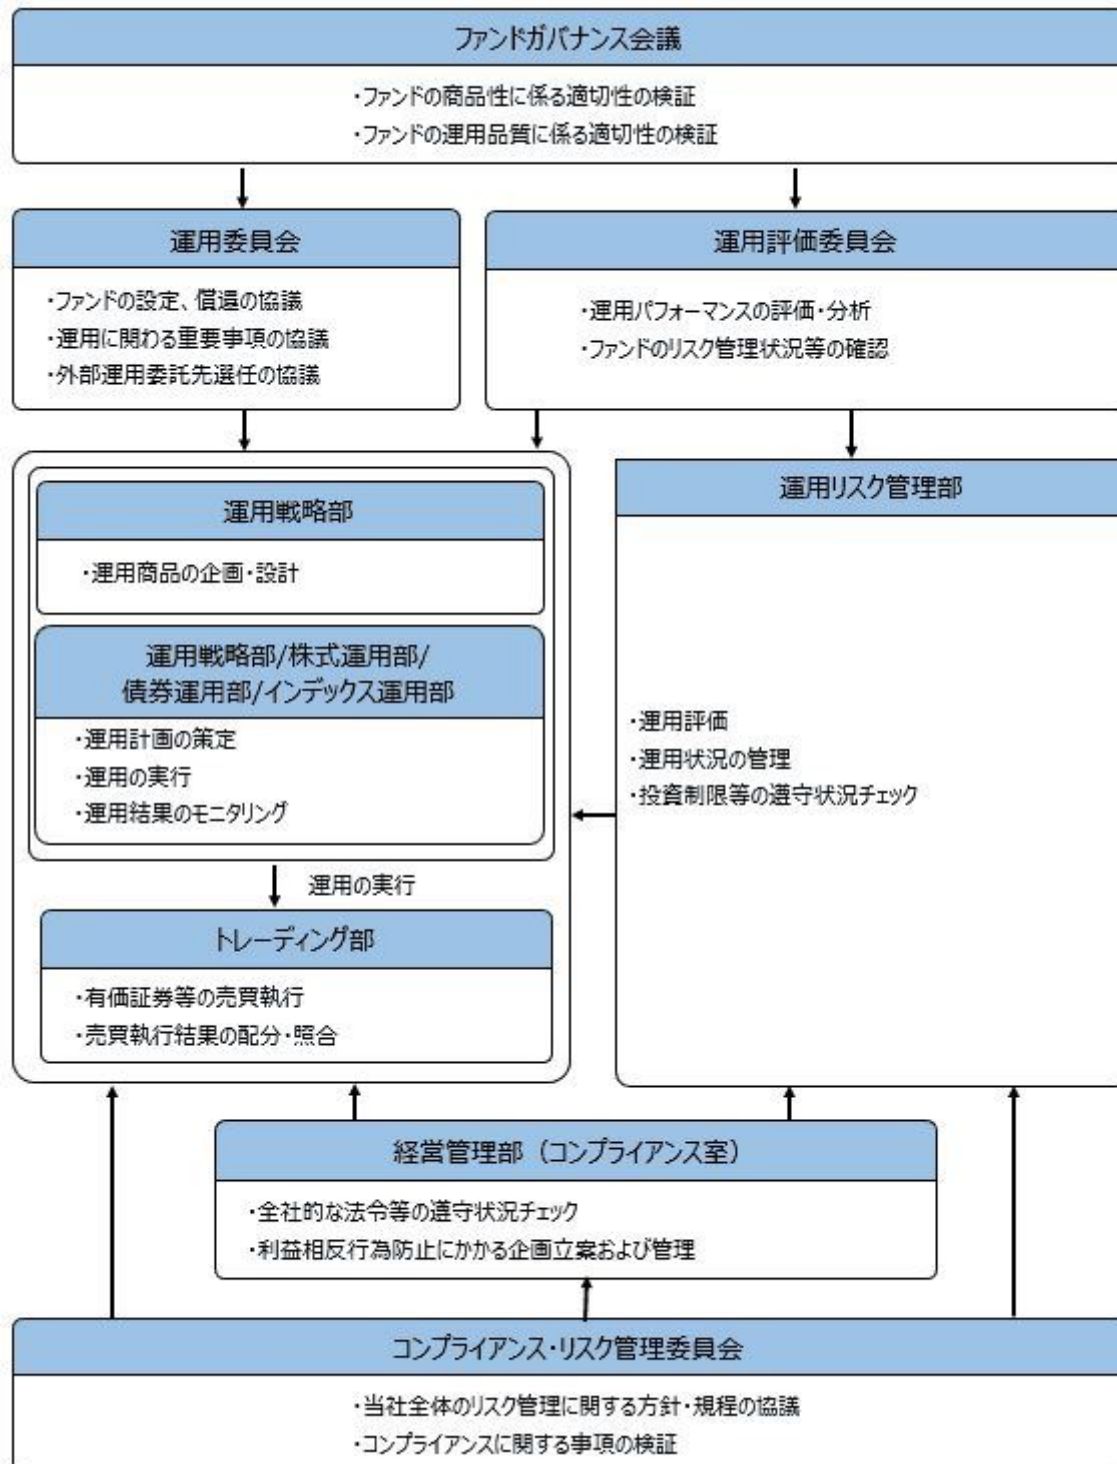 ファンドガバナンス会議
・ファンドの商品性に係る適切性の検証
・ファンドの運用品質に係る適切性の検証
運用委員会
・ファンドの設定、償還の協議
・運用に関わる重要事項の協議
・外部運用委託先選任の協議
運用評価委員会
・運用パフォーマンスの評価・分析
・ファンドのリスク管理状況等の確認
運用戦略部
・運用商品の企画・設計
運用戦略部/株式運用部/
債券運用部/インデックス運用部
・運用計画の策定
・運用の実行
・運用結果のモニタリング
運用の実行
トレーディング部
・有価証券等の売買執行
・売買執行結果の配分・照合
運用リスク管理部
・運用評価
・運用状況の管理
・投資制限等の遵守状況チェック
経営管理部（コンプライアンス室）
・全社的な法令等の遵守状況チェック
・利益相反行為防止にかかる企画立案および管理
コンプライアンス・リスク管理委員会
・当社全体のリスク管理に関する方針・規程の協議
・コンプライアンスに関する事項の検証